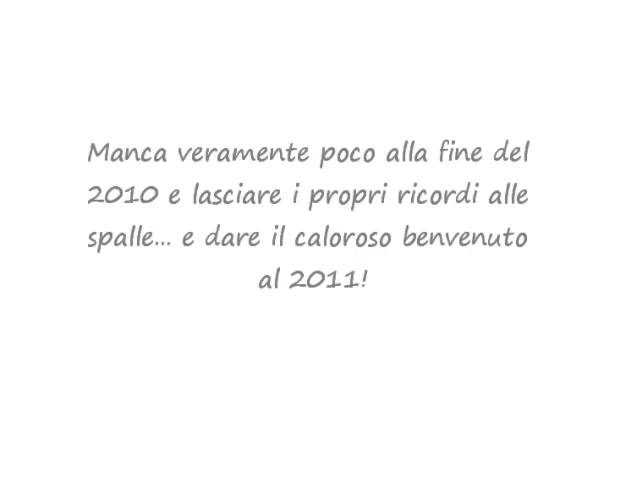 Manca veramente poco alla fine del
2010 e lasciare i propri ricordi alle
spalle... e dare il caloroso benvenuto
al 2011!